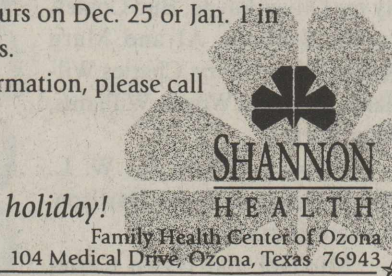 urs on Dec. 25 or Jan. 1 in
s.
rmation, please call
SHANNON
HEALTH
holiday!
Family Health Center of Ozona
104 Medical Drive, Ozona, Texas 76943